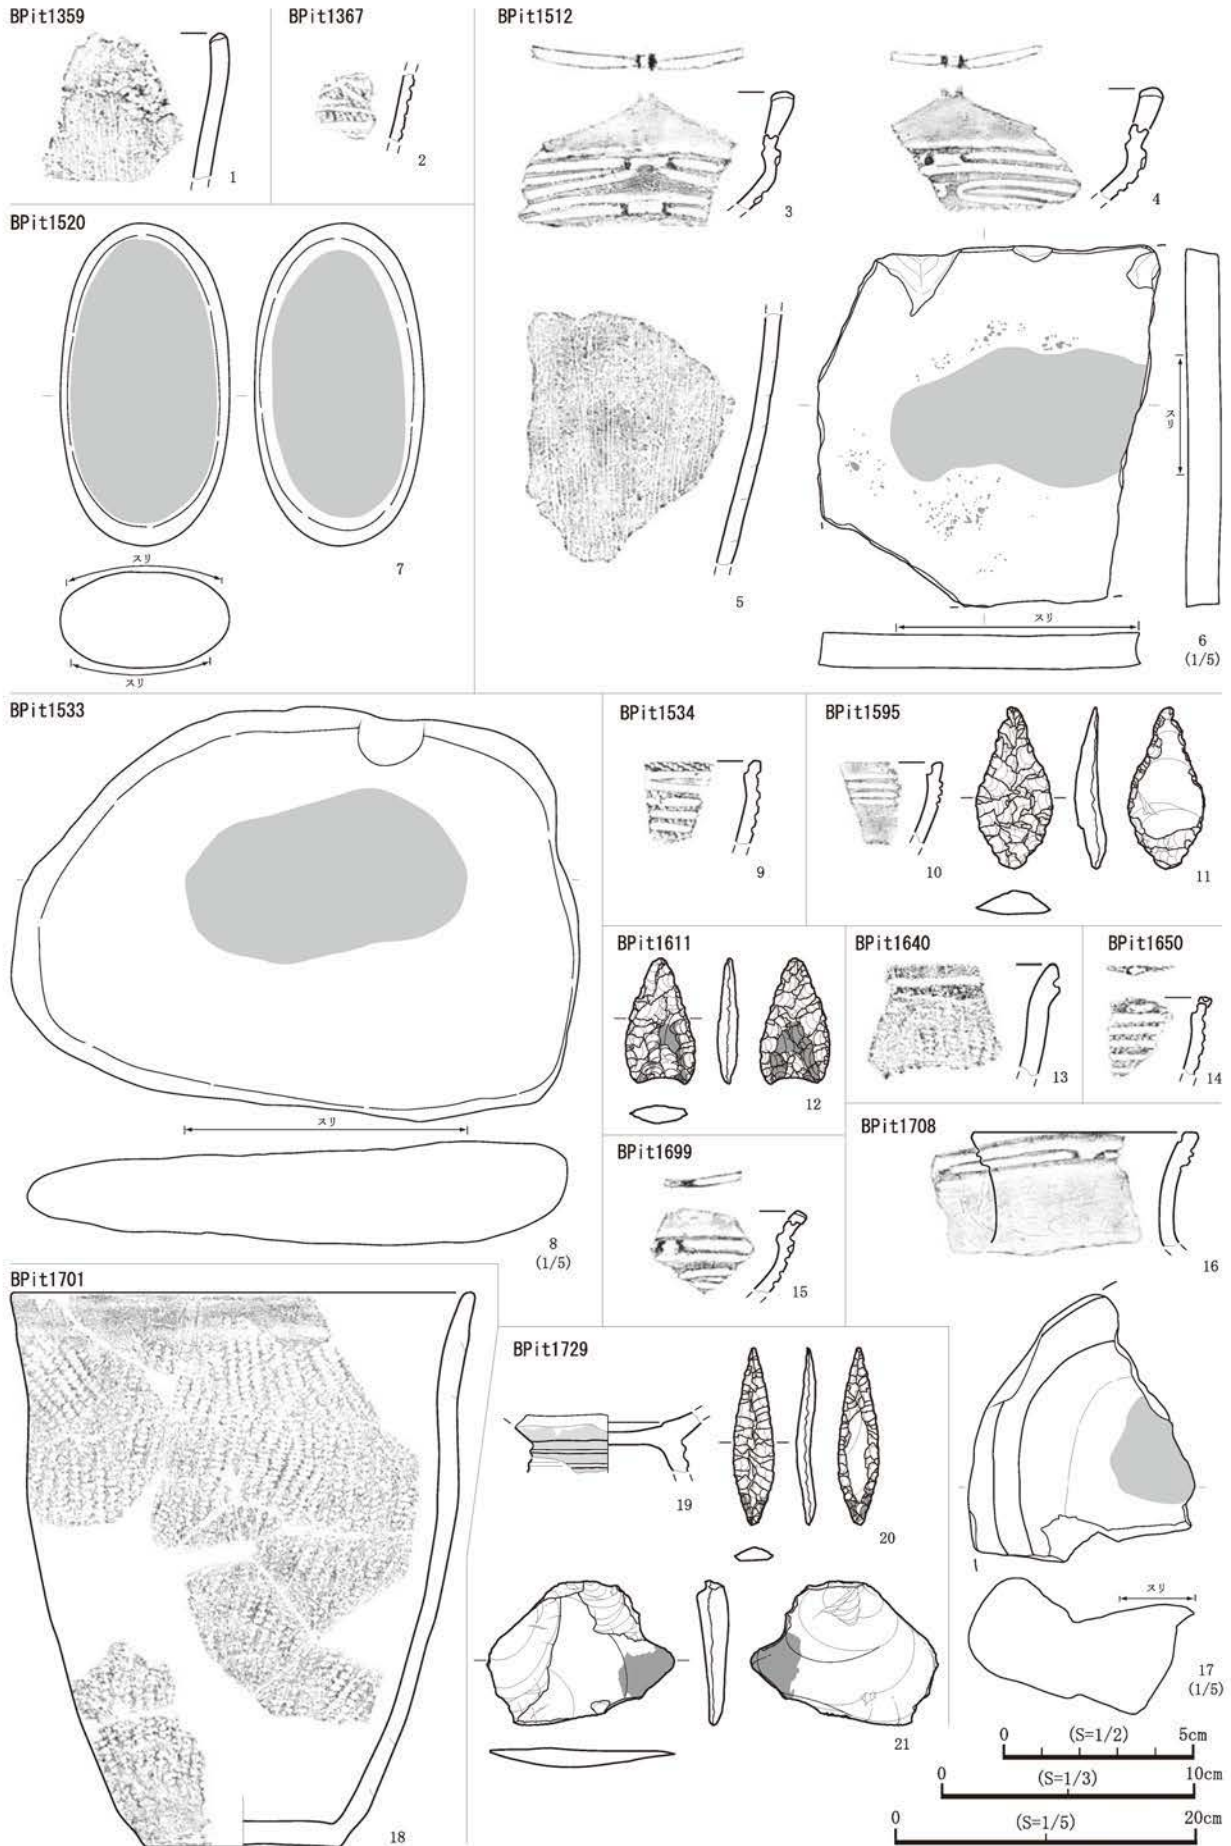 BPit1359
1
BPit1367
2
BPit1512
3
4
5
スリ
スリ
6
(1/5)
BPit1520
スリ
スリ
7
BPit1533
スリ
8
(1/5)
BPit1534
9
BPit1595
10
11
BPit1611
12
BPit1640
13
BPit1650
14
BPit1699
15
BPit1708
16
スリ
17
(1/5)
BPit1701
18
BPit1729
19
20
21
0 (S=1/2) 5cm
0 (S=1/3) 10cm
0 (S=1/5) 20cm